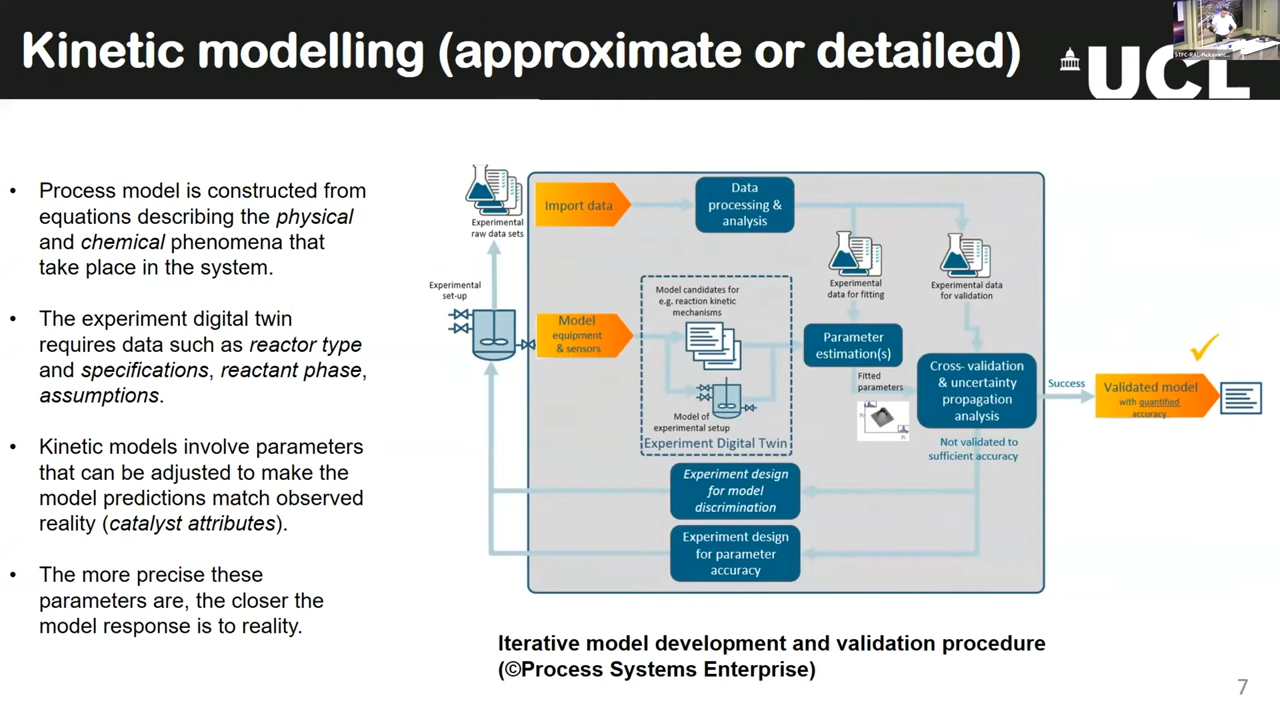 Kinetic modelling (approximate or detailed)
UCL
• Process model is constructed from
equations describing the physical
and chemical phenomena that
take place in the system.
• The experiment digital twin
requires data such as reactor type
and specifications, reactant phase,
assumptions.
• Kinetic models involve parameters
that can be adjusted to make the
model predictions match observed
reality (catalyst attributes).
• The more precise these
parameters are, the closer the
model response is to reality.
Experimental
raw data sets
Import data
Data
processing &
analysis
Experimental
set-up
Model
equipment
& sensors
Model candidates for
e.g. reaction kinetic
mechanisms
Model of
experimental setup
Experiment Digital Twin
Experimental
data for fitting
Experimental data
for validation
Parameter
estimation(s)
Fitted
parameters
Cross- validation
& uncertainty
propagation
analysis
Success
Validated model
with quantified
accuracy
Not validated to
sufficient accuracy
Experiment design
for model
discrimination
Experiment design
for parameter
accuracy
Iterative model development and validation procedure
(©Process Systems Enterprise)
7